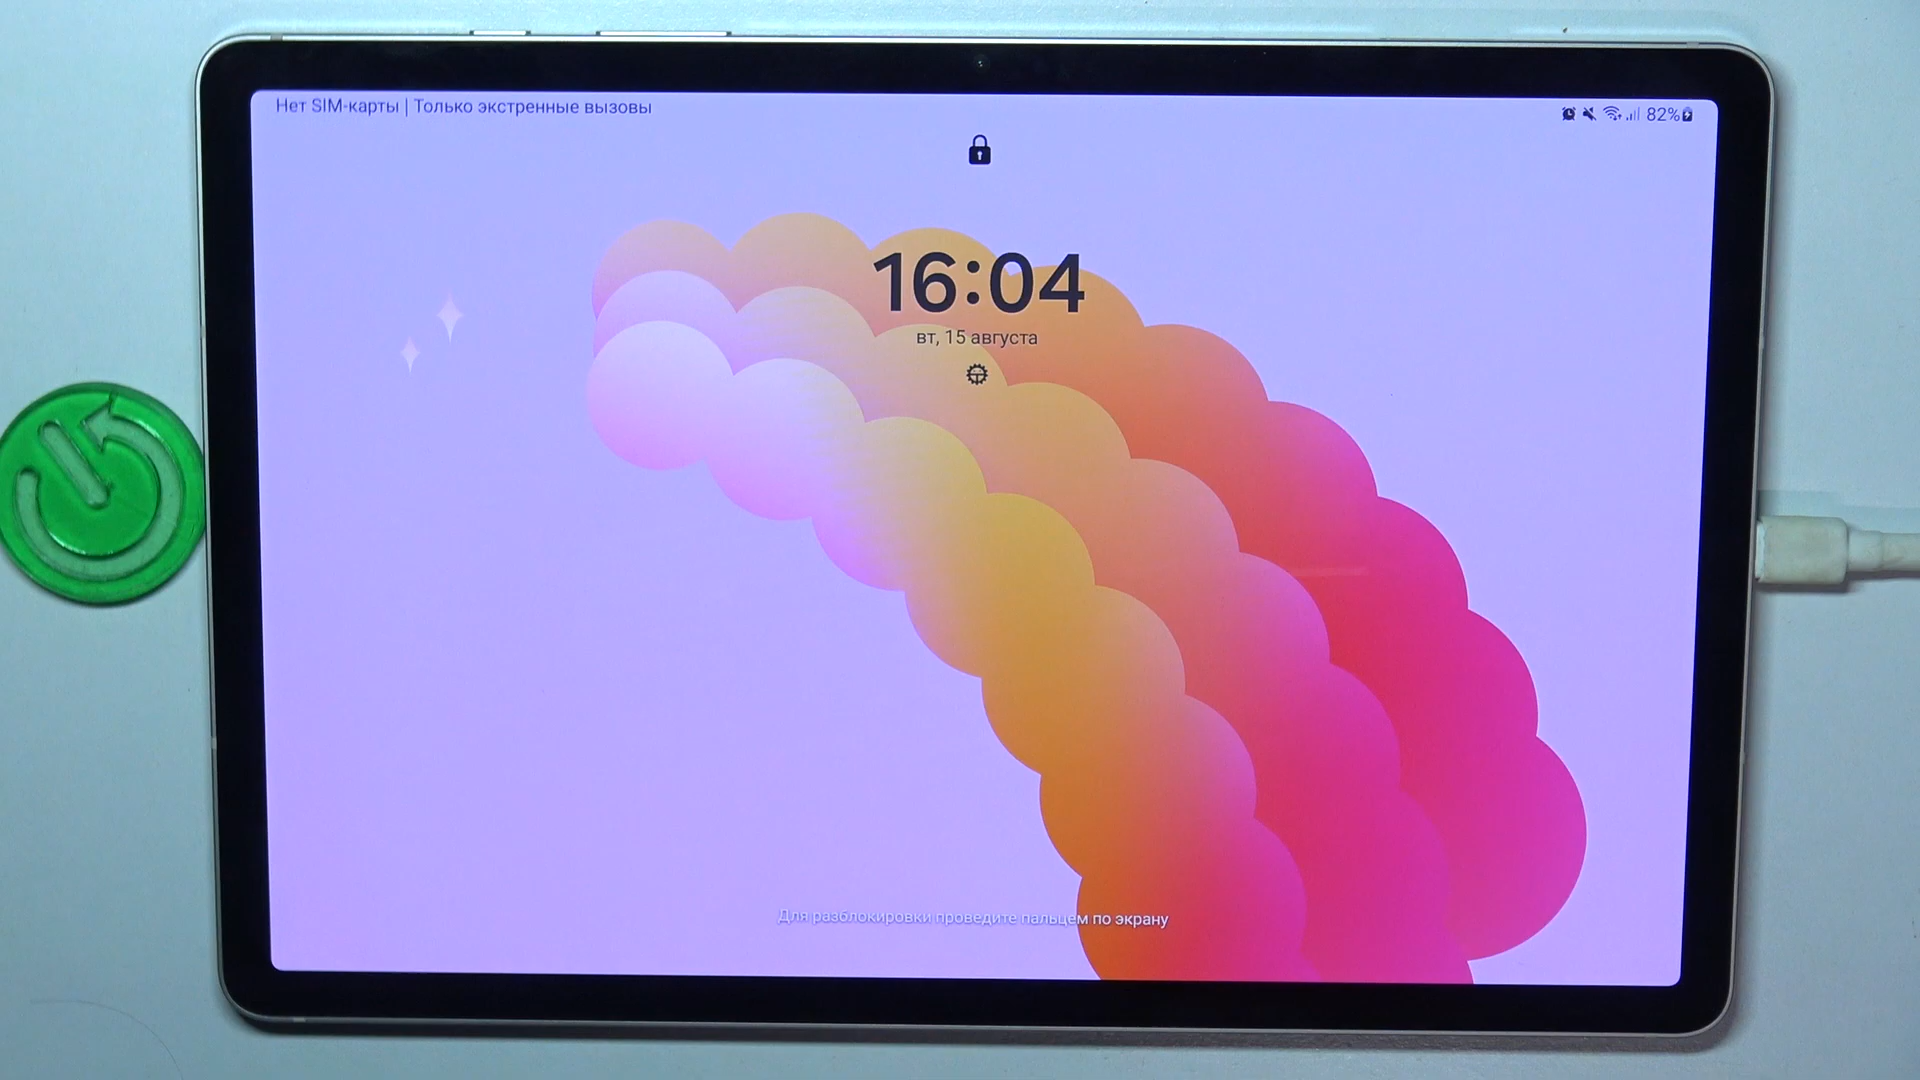 Нет SIM-карты | Только экстренные вызовы
82%
16:04
вт, 15 августа
Для разблокировки проведите пальцем по экрану